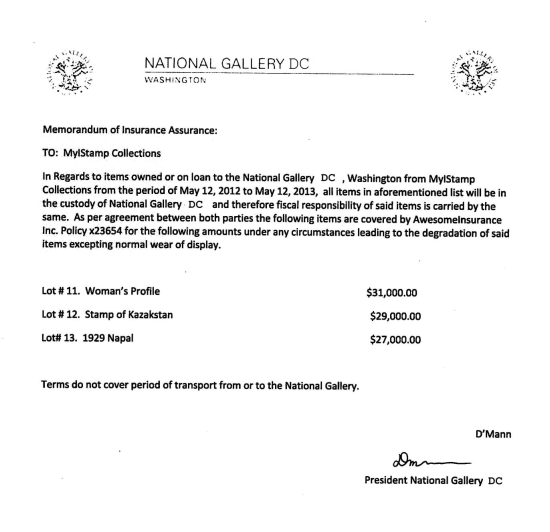 NATIONAL GALLERY DC
WASHINGTON
Memorandum of Insurance Assurance:
TO: MyIStamp Collections
In Regards to items owned or on loan to the National Gallery DC , Washington from MyIStamp
Collections from the period of May 12, 2012 to May 12, 2013, all items in aforementioned list will be in
the custody of National Gallery DC and therefore fiscal responsibility of said items is carried by the
same. As per agreement between both parties the following items are covered by AwesomeInsurance
Inc. Policy x23654 for the following amounts under any circumstances leading to the degradation of said
items excepting normal wear of display.
Lot # 11. Woman's Profile $31,000.00
Lot # 12. Stamp of Kazakstan $29,000.00
Lot# 13. 1929 Napal $27,000.00
Terms do not cover period of transport from or to the National Gallery.
D'Mann
President National Gallery DC